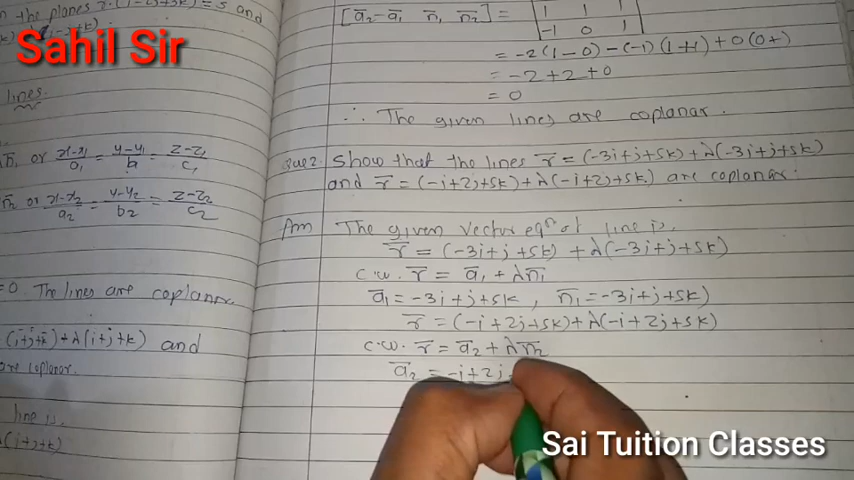 the planes r̄·(-i-j+3k) = 5 and
Sahil Sir
lines.
n̄₁ or x-x₁/a₁ = y-y₁/b₁ = z-z₁/c₁
n̄₂ or x-x₂/a₂ = y-y₂/b₂ = z-z₂/c₂
=0. The lines are coplanar.
(i+j+k) + λ(i+j+k) and
are coplanar.
line is.
(i+j+k)
[ā₂-ā₁ n̄₁ n̄₂] =
1 1 1
-1 0 1
= -2(1-0) -(-1)(1+1) + 0(0+)
= -2+2+0
= 0
∴ The given lines are coplanar.
Que2. Show that the lines r̄ = (-3i+j+5k)+λ(-3i+j+5k)
and r̄ = (-i+2j+5k)+λ(-i+2j+5k) are coplanar.
Ans The given vector eqn of line is.
r̄ = (-3i+j+5k) + λ(-3i+j+5k)
c.w. r̄ = ā₁ + λn̄₁
ā₁ = -3i+j+5k, n̄₁ = -3i+j+5k)
r̄ = (-i+2j+5k)+λ(-i+2j+5k)
c.w. r̄ = ā₂ + λn̄₂
ā₂ = -i+2j
Sai Tuition Classes